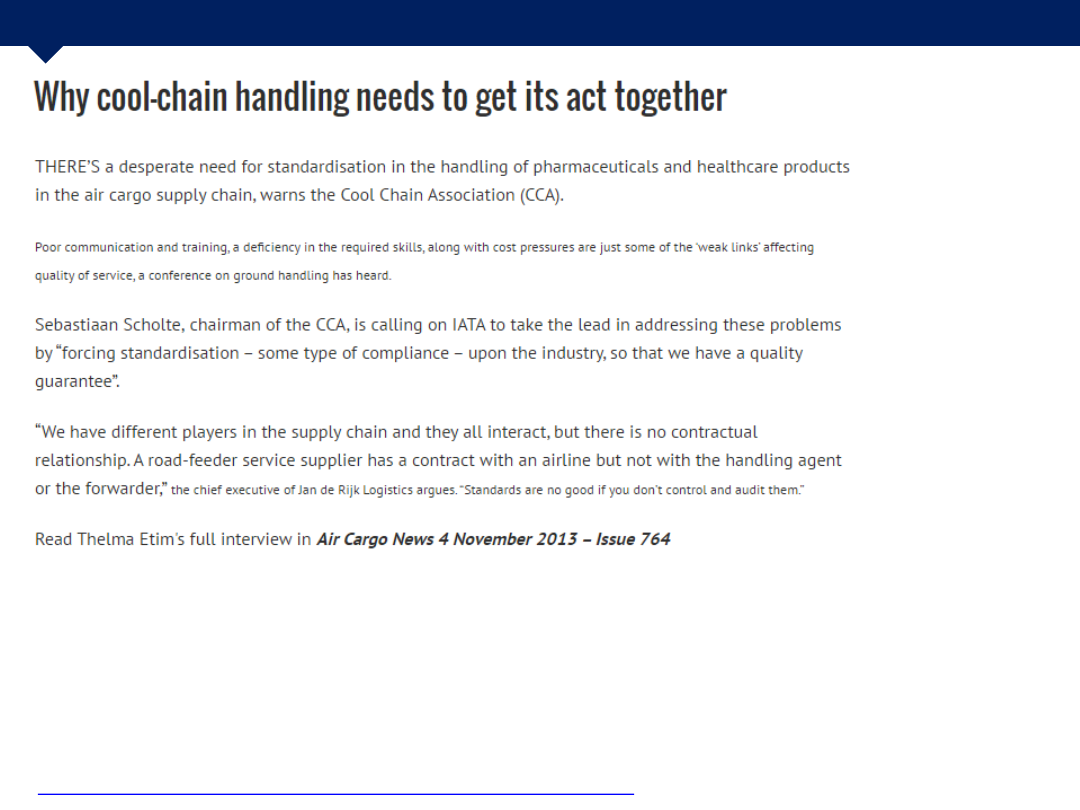 Why cool-chain handling needs to get its act together
THERE’S a desperate need for standardisation in the handling of pharmaceuticals and healthcare products
in the air cargo supply chain, warns the Cool Chain Association (CCA).
Poor communication and training, a deficiency in the required skills, along with cost pressures are just some of the ‘weak links’ affecting
quality of service, a conference on ground handling has heard.
Sebastiaan Scholte, chairman of the CCA, is calling on IATA to take the lead in addressing these problems
by “forcing standardisation – some type of compliance – upon the industry, so that we have a quality
guarantee”.
“We have different players in the supply chain and they all interact, but there is no contractual
relationship. A road-feeder service supplier has a contract with an airline but not with the handling agent
or the forwarder,” the chief executive of Jan de Rijk Logistics argues. “Standards are no good if you don’t control and audit them.”
Read Thelma Etim's full interview in Air Cargo News 4 November 2013 – Issue 764